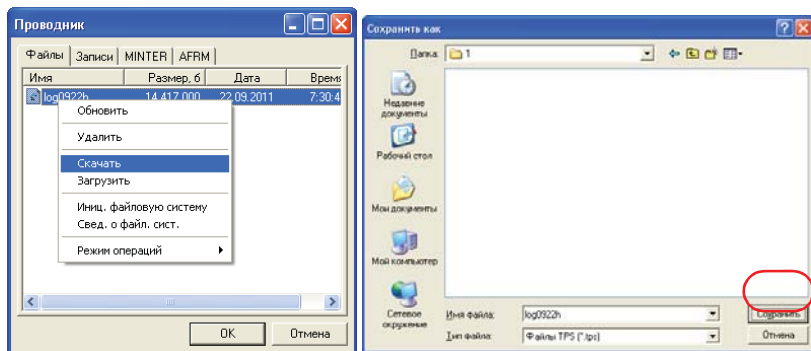 Проводник
Файлы Записи MINTER AFRM
Имя Размер, б Дата Время
log0922h 14 417 000 22.09.2011 7:30:4
Обновить
Удалить
Скачать
Загрузить
Иниц. файловую систему
Свед. о файл. сист.
Режим операций
OK Отмена
Сохранить как
Папка: 1
Недавние документы
Рабочий стол
Мои документы
Мой компьютер
Сетевое окружение
Имя файла: log0922h Сохранить
Тип файла: Файлы TPS (*.tps) Отмена